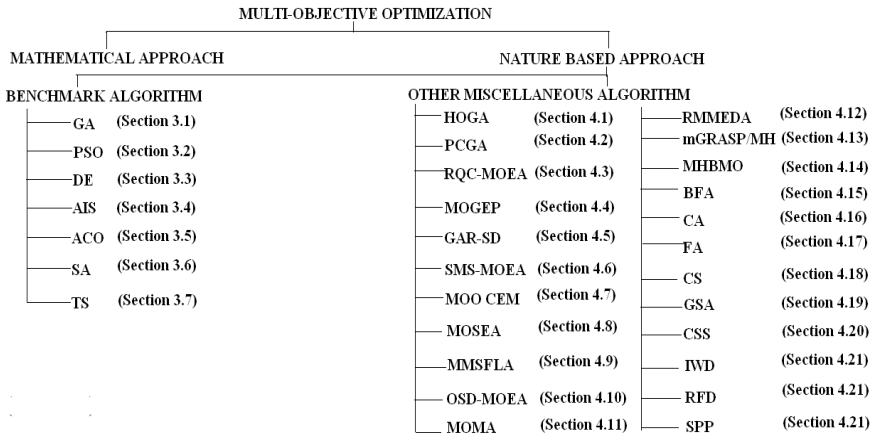 MULTI-OBJECTIVE OPTIMIZATION
MATHEMATICAL APPROACH
NATURE BASED APPROACH
BENCHMARK ALGORITHM
GA (Section 3.1)
PSO (Section 3.2)
DE (Section 3.3)
AIS (Section 3.4)
ACO (Section 3.5)
SA (Section 3.6)
TS (Section 3.7)
OTHER MISCELLANEOUS ALGORITHM
HOGA (Section 4.1)
PCGA (Section 4.2)
RQC-MOEA (Section 4.3)
MOGEP (Section 4.4)
GAR-SD (Section 4.5)
SMS-MOEA (Section 4.6)
MOO CEM (Section 4.7)
MOSEA (Section 4.8)
MMSFLA (Section 4.9)
OSD-MOEA (Section 4.10)
MOMA (Section 4.11)
RMMEDA (Section 4.12)
mGRASP/MH (Section 4.13)
MHBMO (Section 4.14)
BFA (Section 4.15)
CA (Section 4.16)
FA (Section 4.17)
CS (Section 4.18)
GSA (Section 4.19)
CSS (Section 4.20)
IWD (Section 4.21)
RFD (Section 4.21)
SPP (Section 4.21)